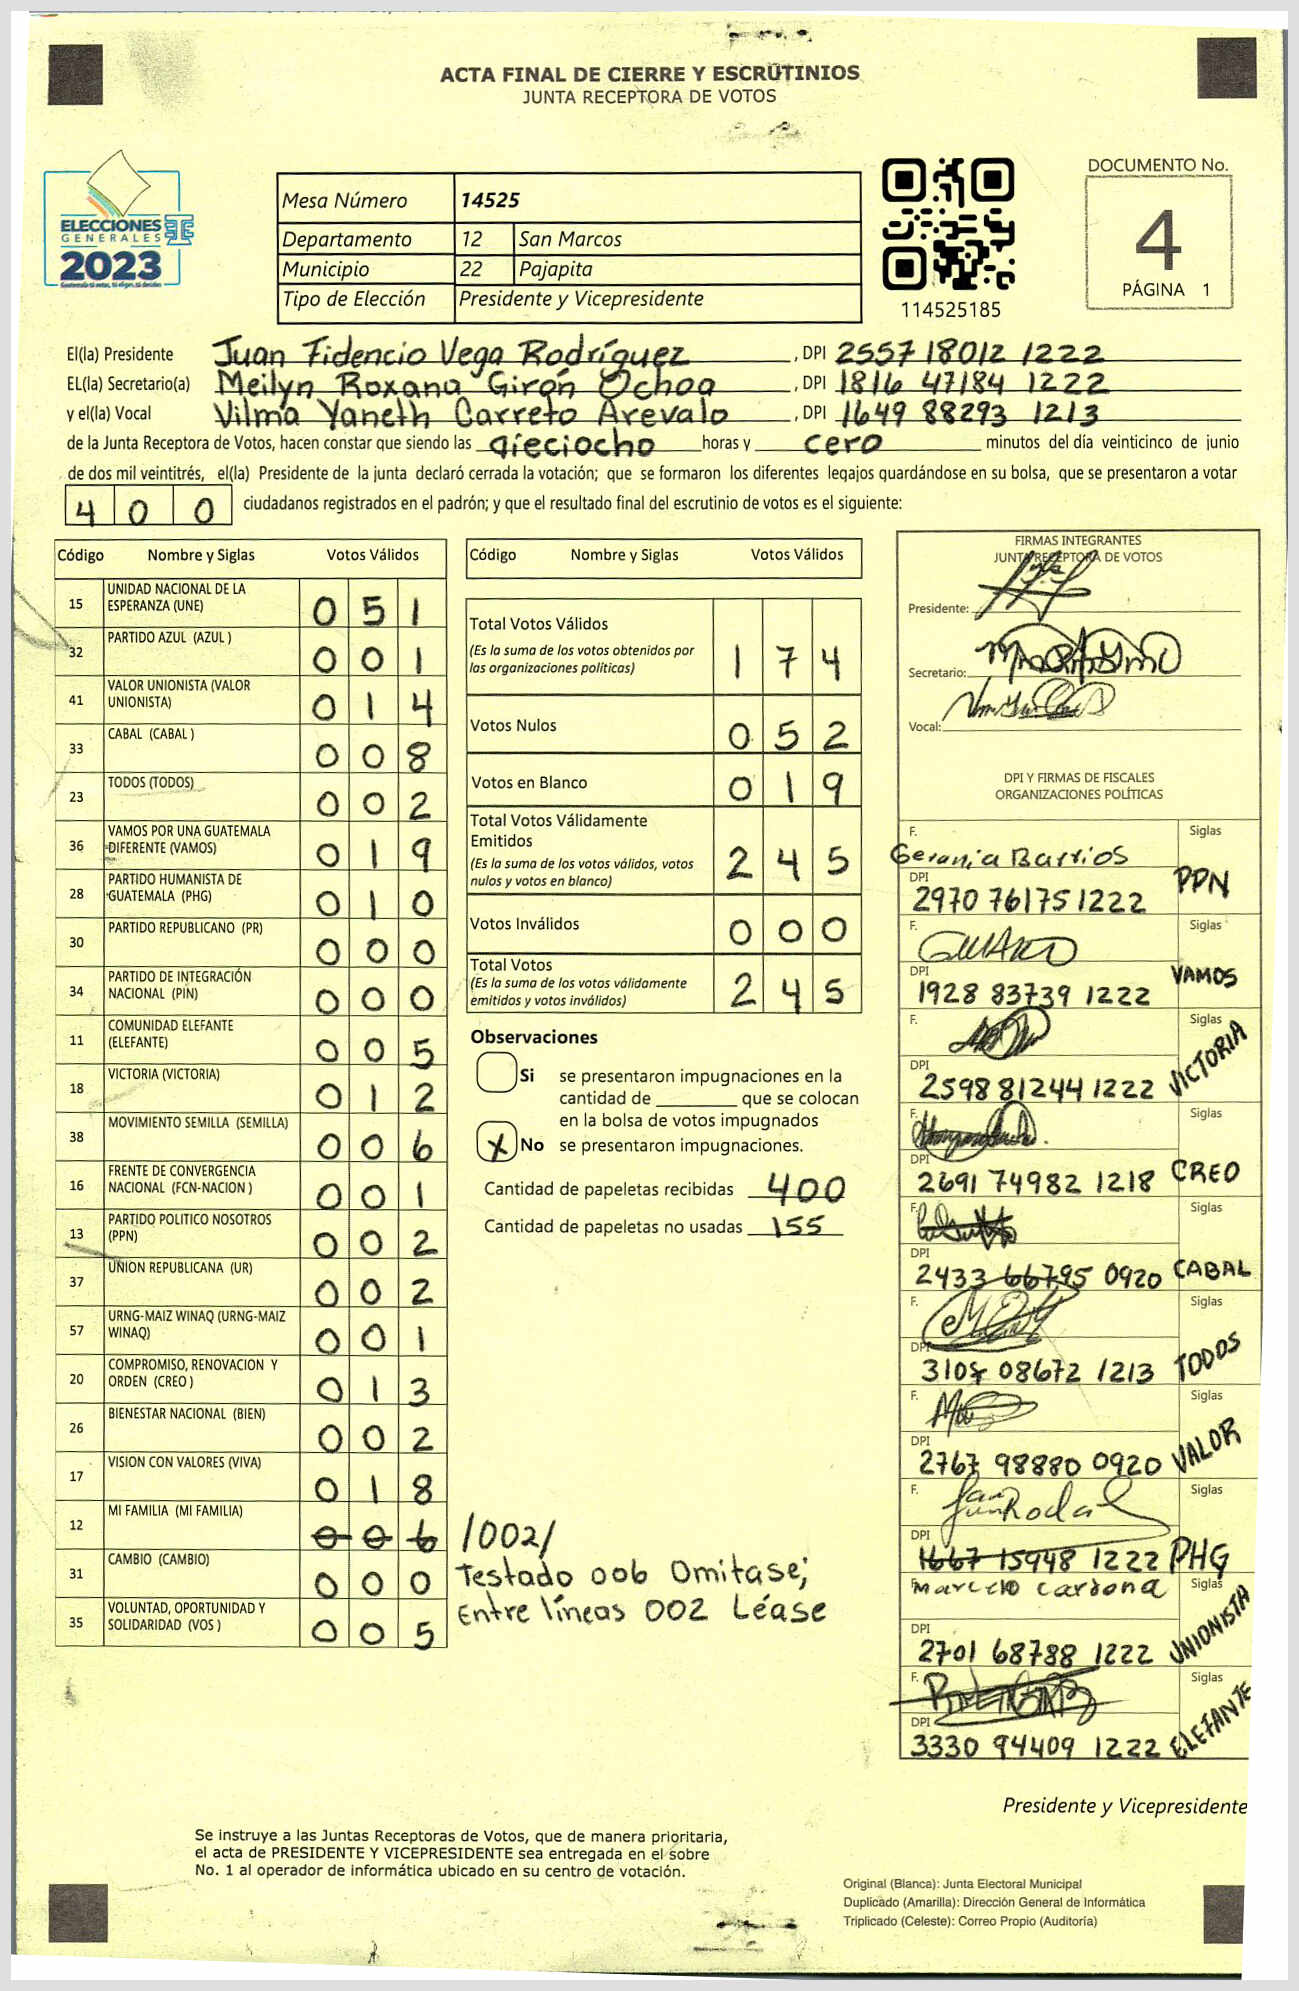 ACTA FINAL DE CIERRE Y ESCRUTINIOS
JUNTA RECEPTORA DE VOTOS
ELECCIONES
GENERALES
2023
Mesa Número 14525
Departamento 12 San Marcos
Municipio 22 Pajapita
Tipo de Elección Presidente y Vicepresidente
114525185
DOCUMENTO No.
4
PÁGINA 1
El(la) Presidente Juan Fidencio Vega Rodríguez , DPI 2557 18012 1222
EL(la) Secretario(a) Meilyn Roxana Girón Ochoa , DPI 1816 47184 1222
y el(la) Vocal Vilma Yaneth Carreto Arevalo , DPI 1649 88293 1213
de la Junta Receptora de Votos, hacen constar que siendo las dieciocho horas y cero minutos del día veinticinco de junio
de dos mil veintitrés, el(la) Presidente de la junta declaró cerrada la votación; que se formaron los diferentes legajos quardándose en su bolsa, que se presentaron a votar
400 ciudadanos registrados en el padrón; y que el resultado final del escrutinio de votos es el siguiente:
Código Nombre y Siglas Votos Válidos
15 UNIDAD NACIONAL DE LA
ESPERANZA (UNE) 0 5 1
32 PARTIDO AZUL (AZUL ) 0 0 1
41 VALOR UNIONISTA (VALOR
UNIONISTA) 0 1 4
33 CABAL (CABAL ) 0 0 8
23 TODOS (TODOS) 0 0 2
36 VAMOS POR UNA GUATEMALA
DIFERENTE (VAMOS) 0 1 9
28 PARTIDO HUMANISTA DE
GUATEMALA (PHG) 0 1 0
30 PARTIDO REPUBLICANO (PR) 0 0 0
34 PARTIDO DE INTEGRACIÓN
NACIONAL (PIN) 0 0 0
11 COMUNIDAD ELEFANTE
(ELEFANTE) 0 0 5
18 VICTORIA (VICTORIA) 0 1 2
38 MOVIMIENTO SEMILLA (SEMILLA) 0 0 6
16 FRENTE DE CONVERGENCIA
NACIONAL (FCN-NACION ) 0 0 1
13 PARTIDO POLITICO NOSOTROS
(PPN) 0 0 2
37 UNION REPUBLICANA (UR) 0 0 2
57 URNG-MAIZ WINAQ (URNG-MAIZ
WINAQ) 0 0 1
20 COMPROMISO, RENOVACION Y
ORDEN (CREO ) 0 1 3
26 BIENESTAR NACIONAL (BIEN) 0 0 2
17 VISION CON VALORES (VIVA) 0 1 8
12 MI FAMILIA (MI FAMILIA) 0 0 6 /002/
31 CAMBIO (CAMBIO) 0 0 0
35 VOLUNTAD, OPORTUNIDAD Y
SOLIDARIDAD (VOS ) 0 0 5
Testado 006 Omitase;
Entre líneas 002 Léase
Código Nombre y Siglas Votos Válidos
Total Votos Válidos
(Es la suma de los votos obtenidos por
las organizaciones políticas) 1 7 4
Votos Nulos 0 5 2
Votos en Blanco 0 1 9
Total Votos Válidamente
Emitidos
(Es la suma de los votos válidos, votos
nulos y votos en blanco) 2 4 5
Votos Inválidos 0 0 0
Total Votos
(Es la suma de los votos válidamente
emitidos y votos inválidos) 2 4 5
Observaciones
Si se presentaron impugnaciones en la
cantidad de ________ que se colocan
en la bolsa de votos impugnados
X No se presentaron impugnaciones.
Cantidad de papeletas recibidas 400
Cantidad de papeletas no usadas 155
FIRMAS INTEGRANTES
JUNTA RECEPTORA DE VOTOS
Presidente:
Secretario:
Vocal:
DPI Y FIRMAS DE FISCALES
ORGANIZACIONES POLÍTICAS
F. Gerania Barrios Siglas
DPI 2970 76175 1222 PPN
F. Siglas
DPI 1928 83739 1222 VAMOS
F. Siglas
DPI 2598 81244 1222 VICTORIA
F. Siglas
DPI 2691 74982 1218 CREO
F. Siglas
DPI 2433 66795 0920 CABAL
F. Siglas
DPI 08672 1213 TODOS
F. Siglas
DPI 2767 98880 0920 VALOR
F. Siglas
DPI 1667 15948 1222 PHG
F. Marcelo Cardona Siglas
DPI 2701 68788 1222 UNIONISTA
F. Siglas
DPI 3330 94409 1222 ELEFANTE
Presidente y Vicepresidente
Se instruye a las Juntas Receptoras de Votos, que de manera prioritaria,
el acta de PRESIDENTE Y VICEPRESIDENTE sea entregada en el sobre
No. 1 al operador de informática ubicado en su centro de votación.
Original (Blanca): Junta Electoral Municipal
Duplicado (Amarilla): Dirección General de Informática
Triplicado (Celeste): Correo Propio (Auditoría)